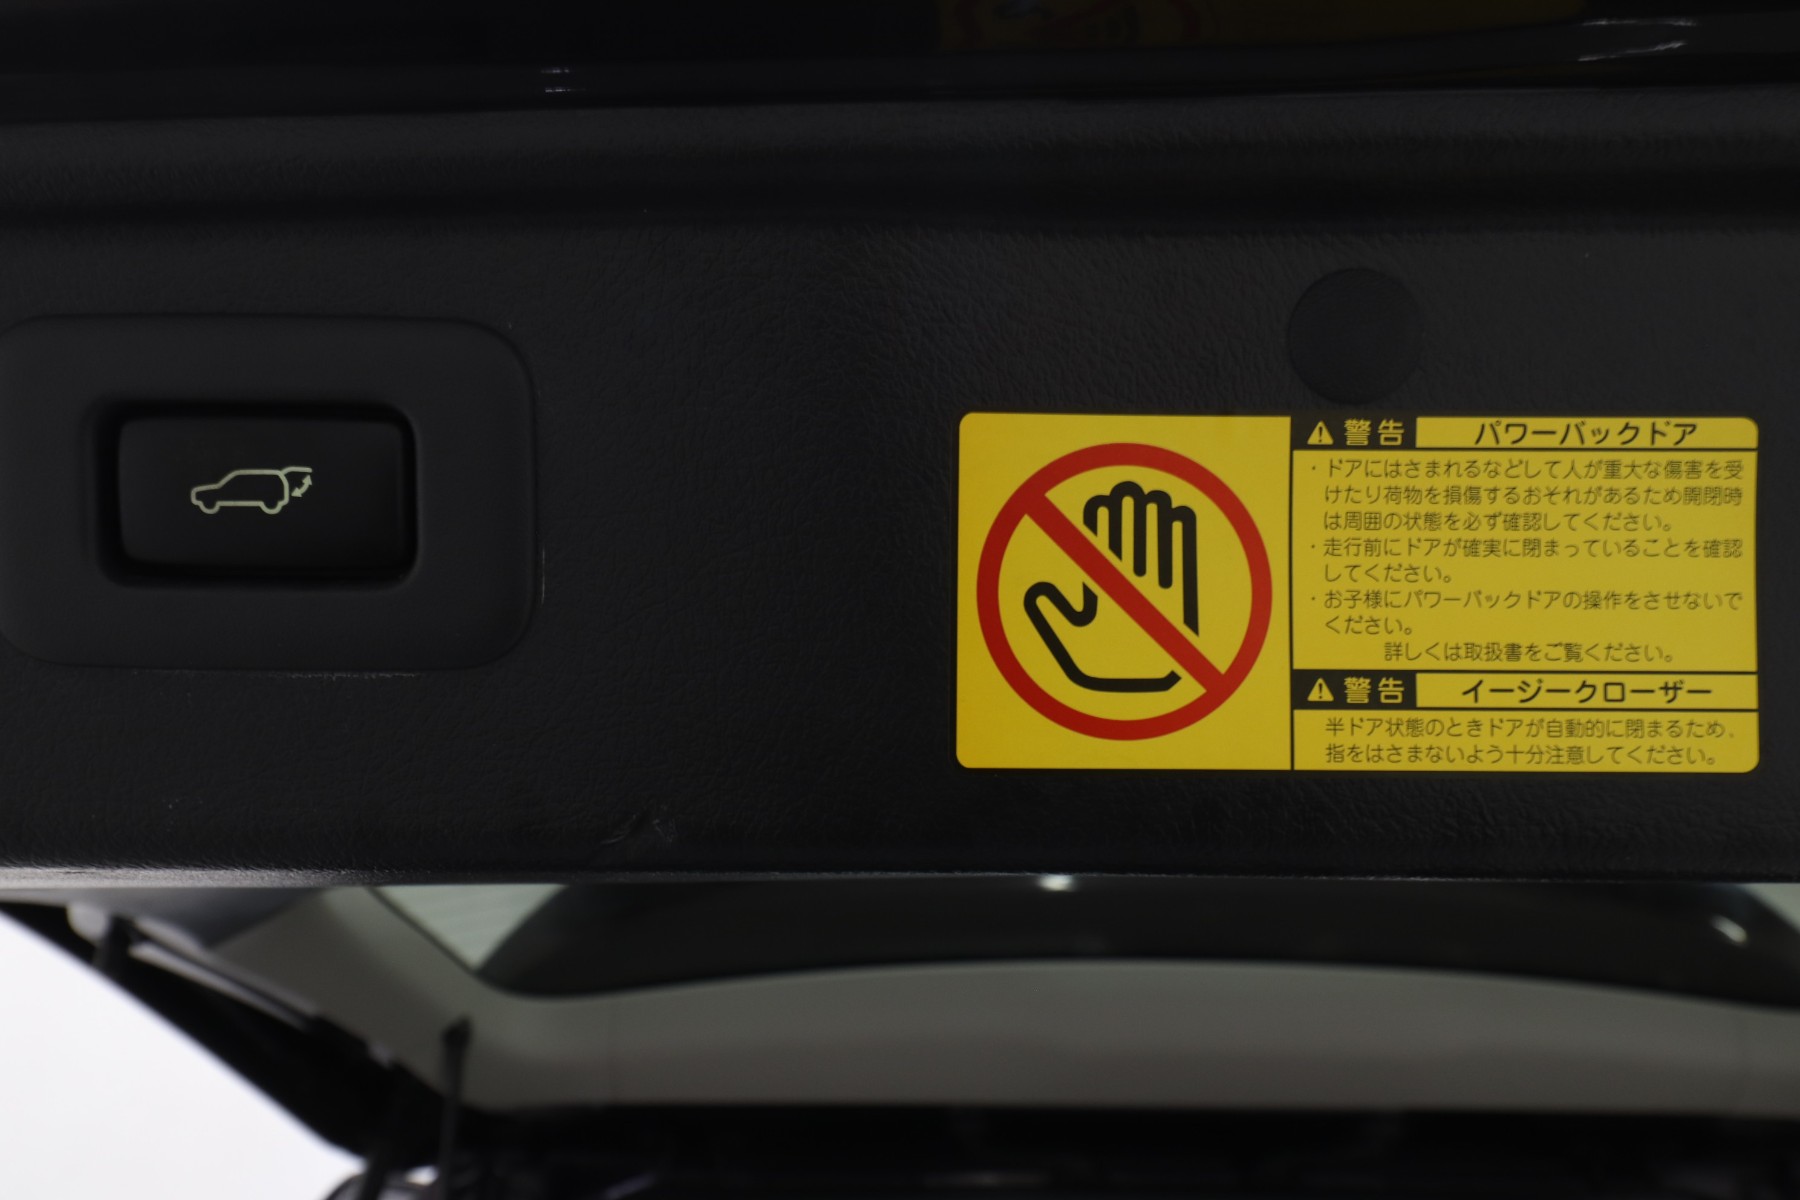 警告 パワーバックドア
・ドアにはさまれるなどして人が重大な傷害を受
けたり荷物を損傷するおそれがあるため開閉時
は周囲の状態を必ず確認してください。
・走行前にドアが確実に閉まっていることを確認
してください。
・お子様にパワーバックドアの操作をさせないで
ください。
詳しくは取扱書をご覧ください。
警告 イージークローザー
半ドア状態のときドアが自動的に閉まるため、
指をはさまないよう十分注意してください。